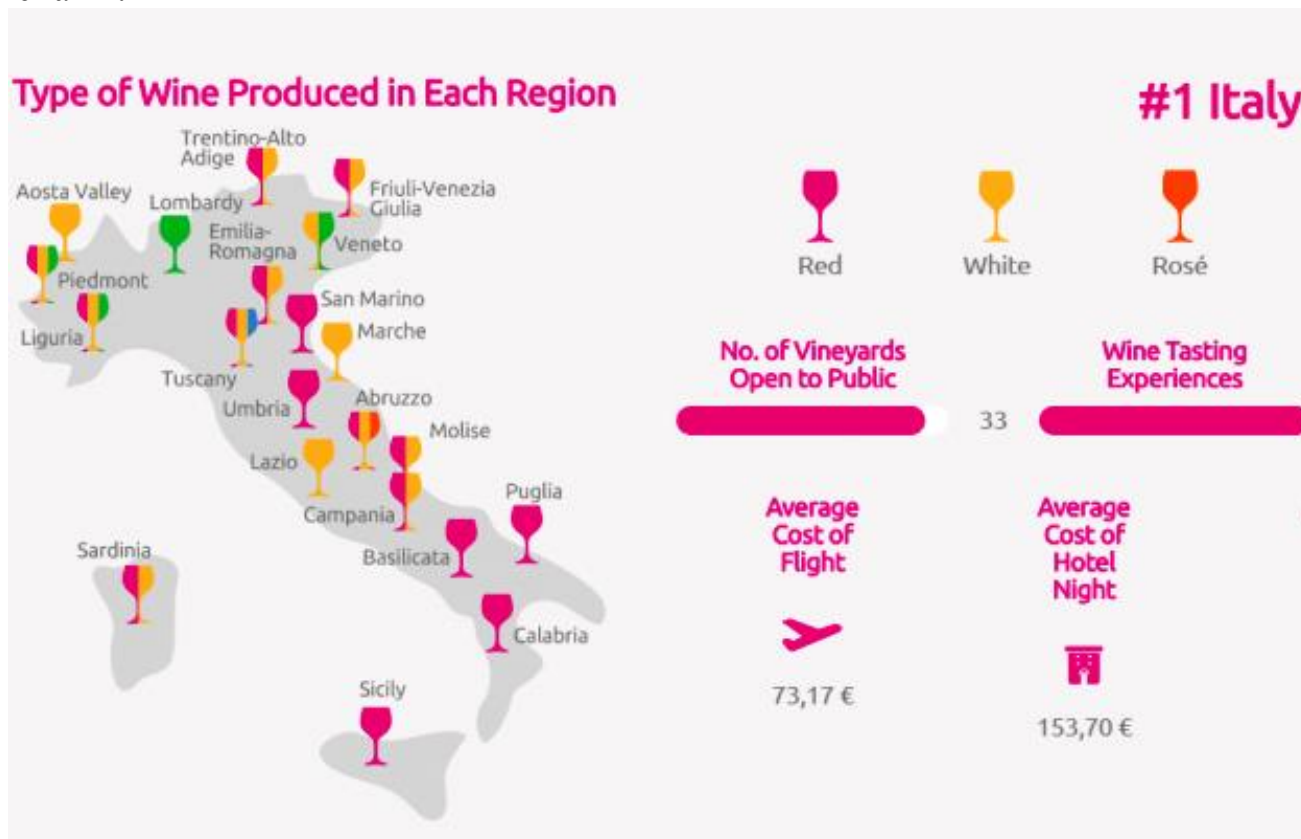 Type of Wine Produced in Each Region
#1 Italy
Trentino-Alto
Adige
Aosta Valley
Lombardy
Friuli-Venezia
Giulia
Emilia-
Romagna
Veneto
Piedmont
San Marino
Liguria
Marche
Tuscany
Umbria
Abruzzo
Molise
Lazio
Campania
Puglia
Basilicata
Sardinia
Calabria
Sicily
Red
White
Rosé
No. of Vineyards
Open to Public
33
Wine Tasting
Experiences
Average
Cost of
Flight
73,17 €
Average
Cost of
Hotel
Night
153,70 €